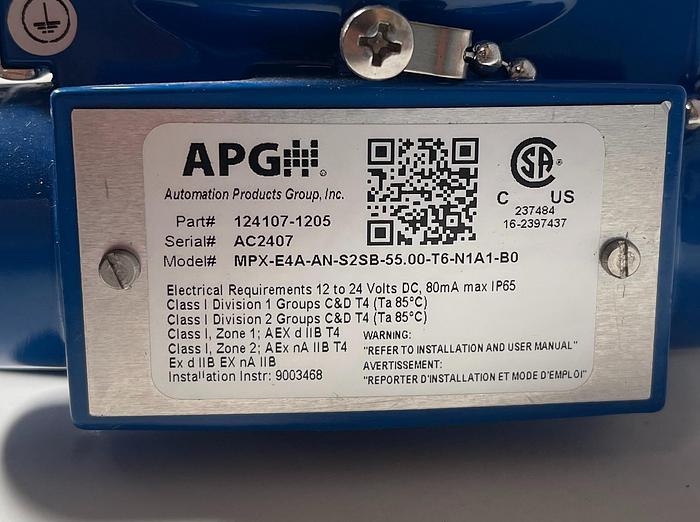 APG
Automation Products Group, Inc.
Part# 124107-1205
Serial# AC2407
Model# MPX-E4A-AN-S2SB-55.00-T6-N1A1-B0
SA ®
C US
237484
16-2397437
Electrical Requirements 12 to 24 Volts DC, 80mA max IP65
Class I Division 1 Groups C&D T4 (Ta 85°C)
Class I Division 2 Groups C&D T4 (Ta 85°C)
Class I, Zone 1; AEX d IIB T4
Class I, Zone 2; AEx nA IIB T4
Ex d IIB EX nA IIB
Installation Instr: 9003468
WARNING:
"REFER TO INSTALLATION AND USER MANUAL"
AVERTISSEMENT:
"REPORTER D'INSTALLATION ET MODE D'EMPLOI"